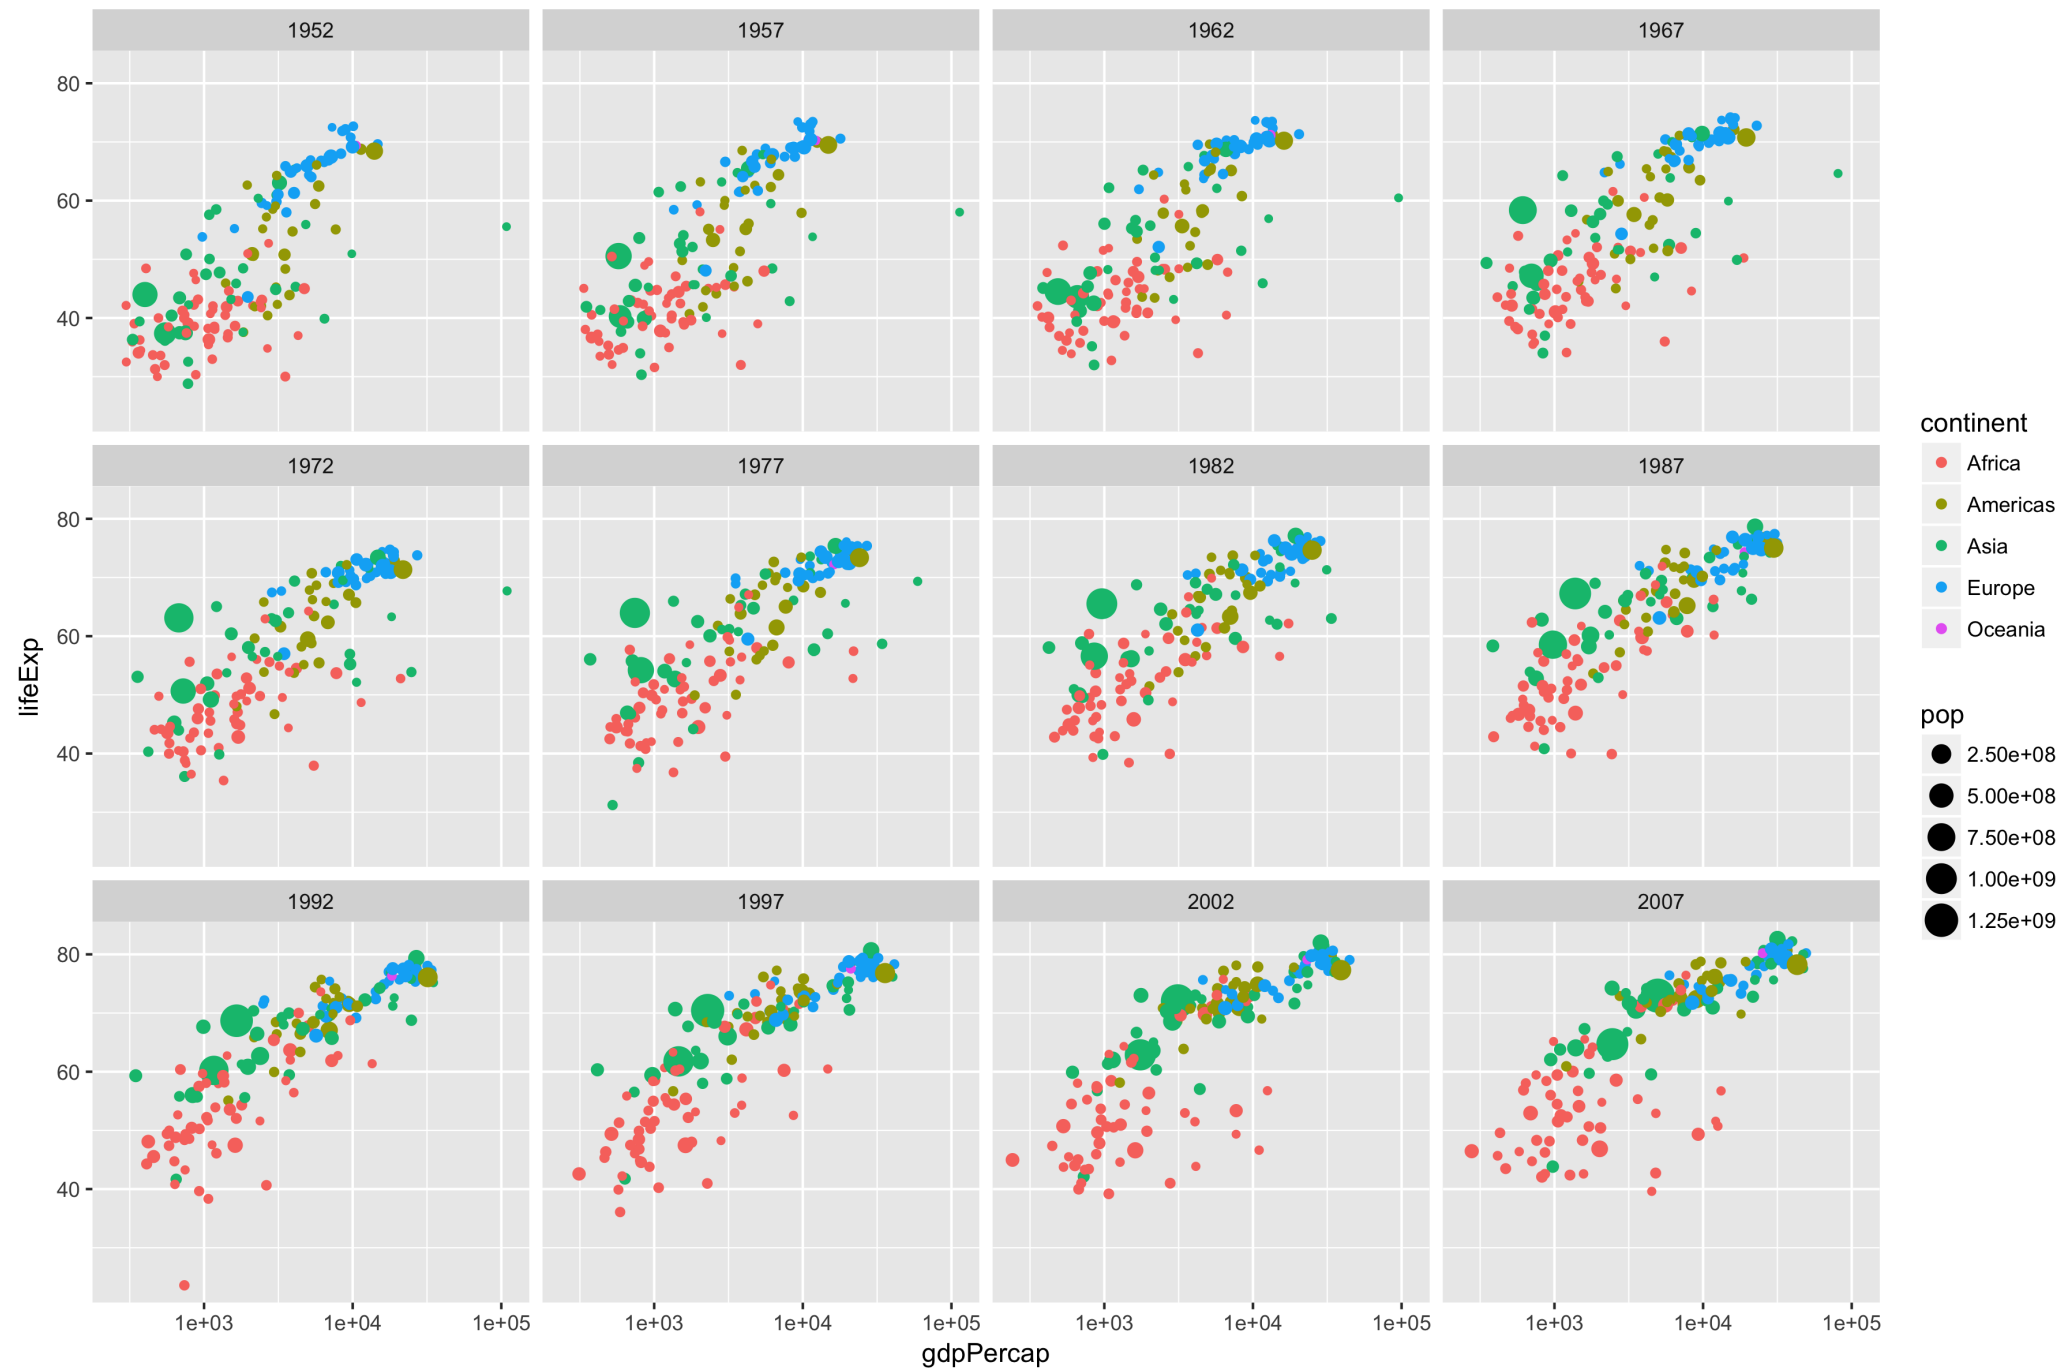 1952 1957 1962 1967
80
60
40
1972 1977 1982 1987
80
60
40
1992 1997 2002 2007
80
60
40
1e+03 1e+04 1e+05 1e+03 1e+04 1e+05 1e+03 1e+04 1e+05 1e+03 1e+04 1e+05
gdpPercap
lifeExp
continent
Africa
Americas
Asia
Europe
Oceania
pop
2.50e+08
5.00e+08
7.50e+08
1.00e+09
1.25e+09